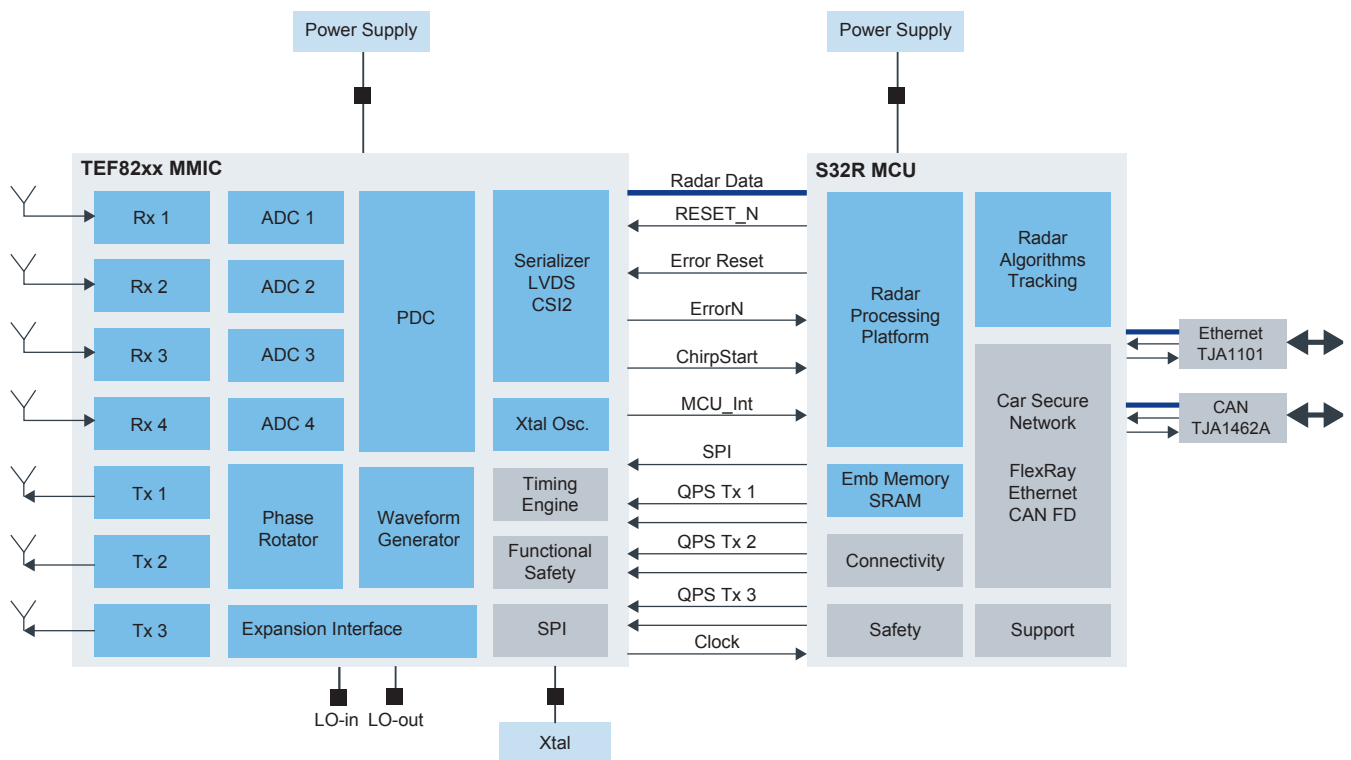 Power Supply
Power Supply
TEF82xx MMIC
Rx 1
Rx 2
Rx 3
Rx 4
Tx 1
Tx 2
Tx 3
ADC 1
ADC 2
ADC 3
ADC 4
Phase
Rotator
PDC
Waveform
Generator
Expansion Interface
Serializer
LVDS
CSI2
Xtal Osc.
Timing
Engine
Functional
Safety
SPI
LO-in
LO-out
Xtal
Radar Data
RESET_N
Error Reset
ErrorN
ChirpStart
MCU_Int
SPI
QPS Tx 1
QPS Tx 2
QPS Tx 3
Clock
S32R MCU
Radar
Processing
Platform
Emb Memory
SRAM
Connectivity
Safety
Radar
Algorithms
Tracking
Car Secure
Network
FlexRay
Ethernet
CAN FD
Support
Ethernet
TJA1101
CAN
TJA1462A